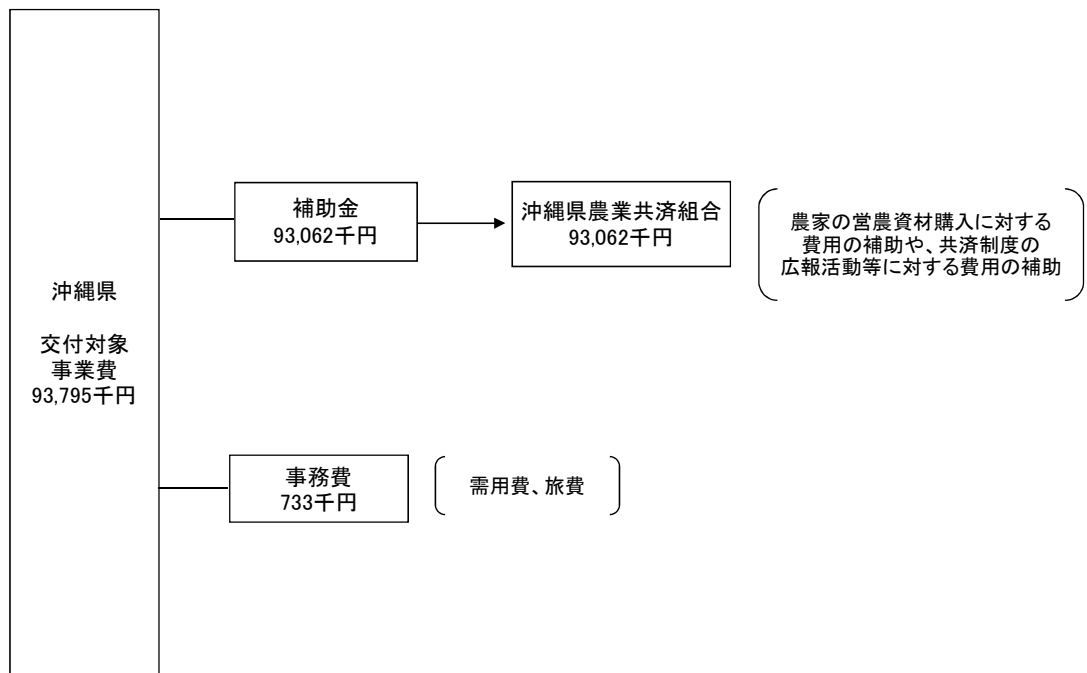 沖縄県
交付対象
事業費
93,795千円
補助金
93,062千円
沖縄県農業共済組合
93,062千円
農家の営農資材購入に対する
費用の補助や、共済制度の
広報活動等に対する費用の補助
事務費
733千円
需用費、旅費